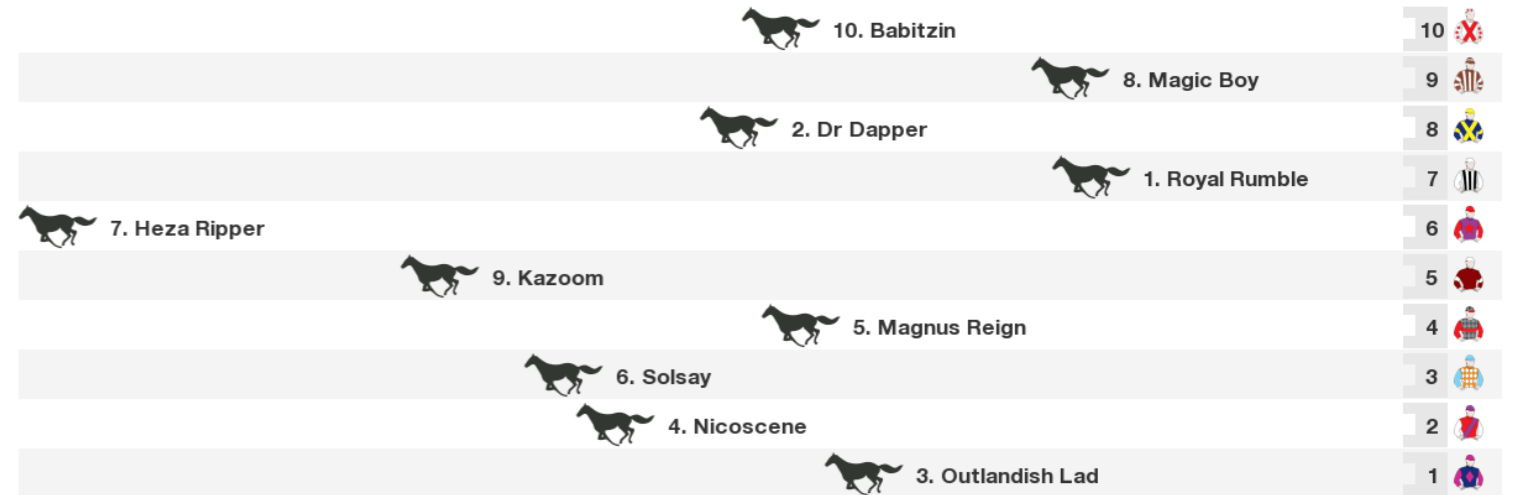 10. Babitzin 10
8. Magic Boy 9
2. Dr Dapper 8
1. Royal Rumble 7
7. Heza Ripper 6
9. Kazoom 5
5. Magnus Reign 4
6. Solsay 3
4. Nicoscene 2
3. Outlandish Lad 1